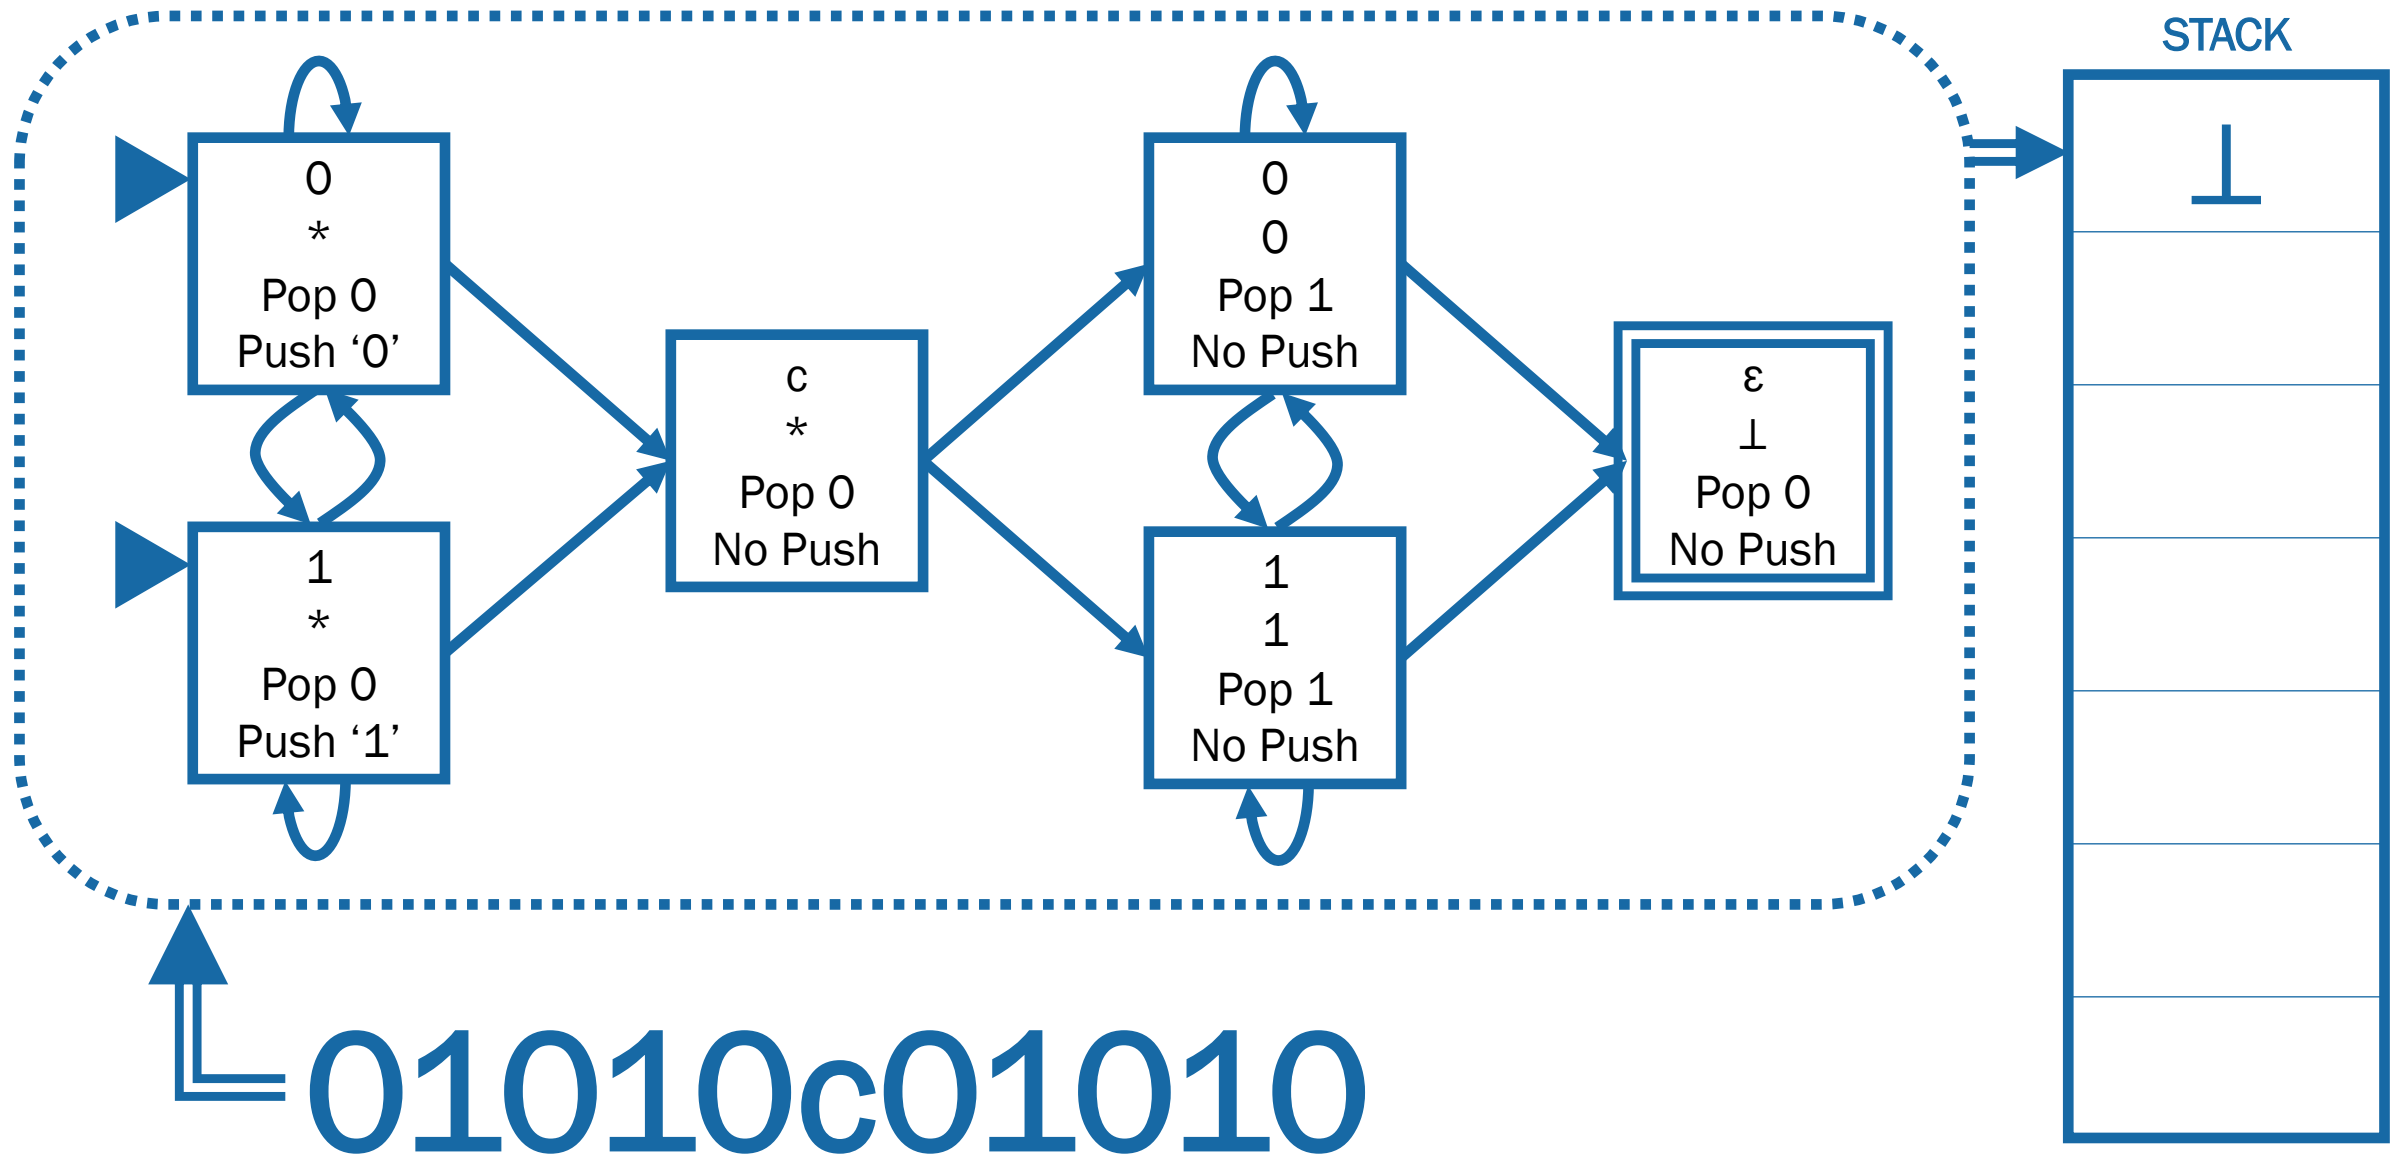 STACK
⊥
0
*
Pop 0
Push ‘0’
1
*
Pop 0
Push ‘1’
c
*
Pop 0
No Push
0
0
Pop 1
No Push
1
1
Pop 1
No Push
ε
⊥
Pop 0
No Push
01010c01010